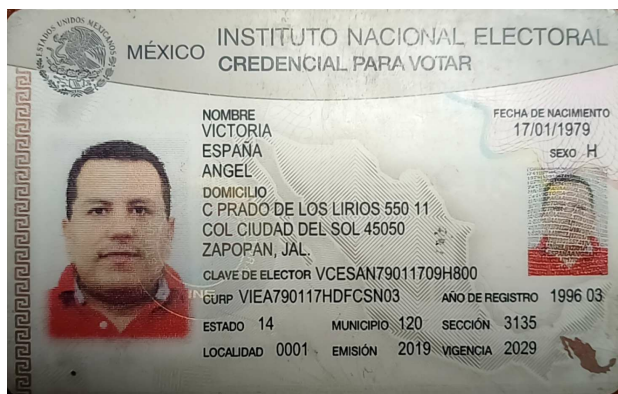 ESTADOS UNIDOS MEXICANOS
MÉXICO INSTITUTO NACIONAL ELECTORAL
CREDENCIAL PARA VOTAR
NOMBRE
VICTORIA
ESPAÑA
ANGEL
FECHA DE NACIMIENTO
17/01/1979
SEXO H
DOMICILIO
C PRADO DE LOS LIRIOS 550 11
COL CIUDAD DEL SOL 45050
ZAPOPAN, JAL.
CLAVE DE ELECTOR VCESAN79011709H800
CURP VIEA790117HDFCSN03 AÑO DE REGISTRO 1996 03
ESTADO 14 MUNICIPIO 120 SECCIÓN 3135
LOCALIDAD 0001 EMISIÓN 2019 VIGENCIA 2029
INE